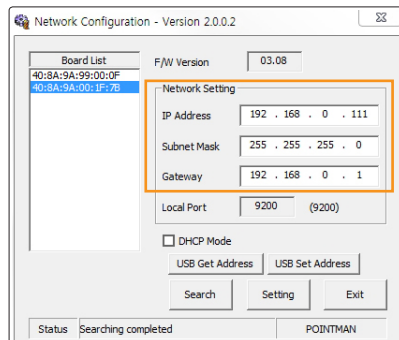 Network Configuration - Version 2.0.0.2
Board List
40:8A:9A:99:00:0F
40:8A:9A:00:1F:7B
F/W Version 03.08
Network Setting
IP Address 192 . 168 . 0 . 111
Subnet Mask 255 . 255 . 255 . 0
Gateway 192 . 168 . 0 . 1
Local Port 9200 (9200)
DHCP Mode
USB Get Address USB Set Address
Search Setting Exit
Status Searching completed POINTMAN